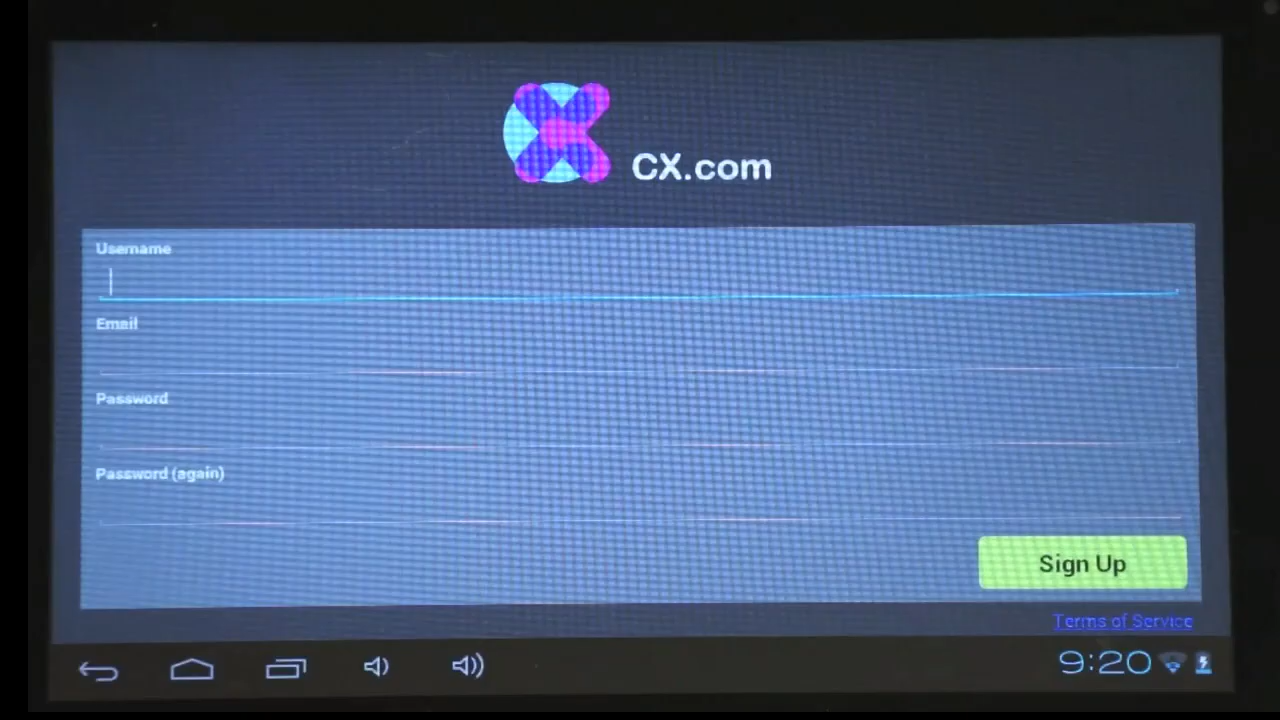 CX.com
Username
Email
Password
Password (again)
Sign Up
Terms of Service
9:20